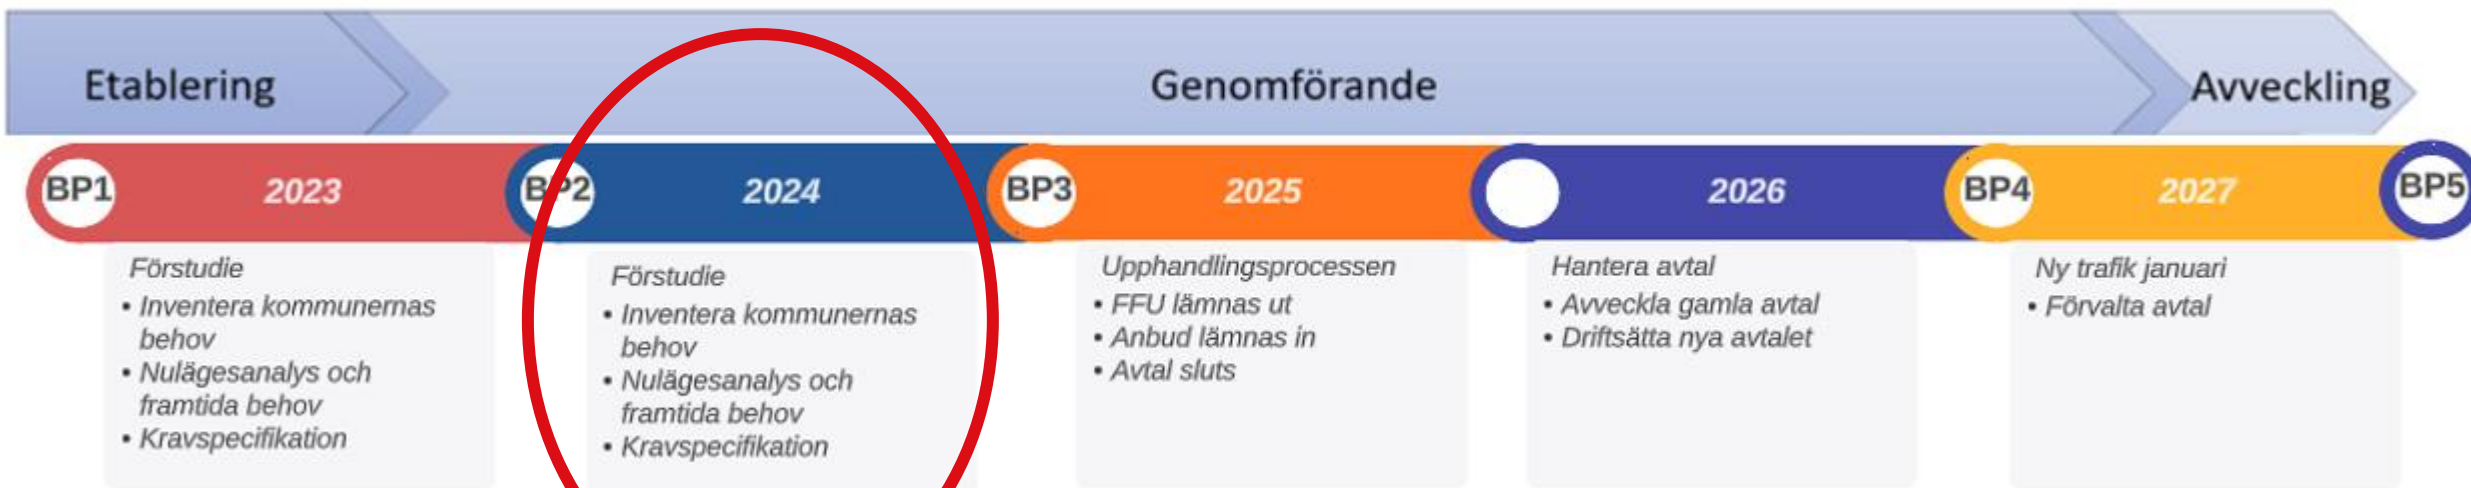 Etablering
Genomförande
Avveckling
BP1
2023
BP2
2024
BP3
2025
2026
BP4
2027
BP5
Förstudie
• Inventera kommunernas
behov
• Nulägesanalys och
framtida behov
• Kravspecifikation
Förstudie
• Inventera kommunernas
behov
• Nulägesanalys och
framtida behov
• Kravspecifikation
Upphandlingsprocessen
• FFU lämnas ut
• Anbud lämnas in
• Avtal sluts
Hantera avtal
• Avveckla gamla avtal
• Driftsätta nya avtalet
Ny trafik januari
• Förvalta avtal